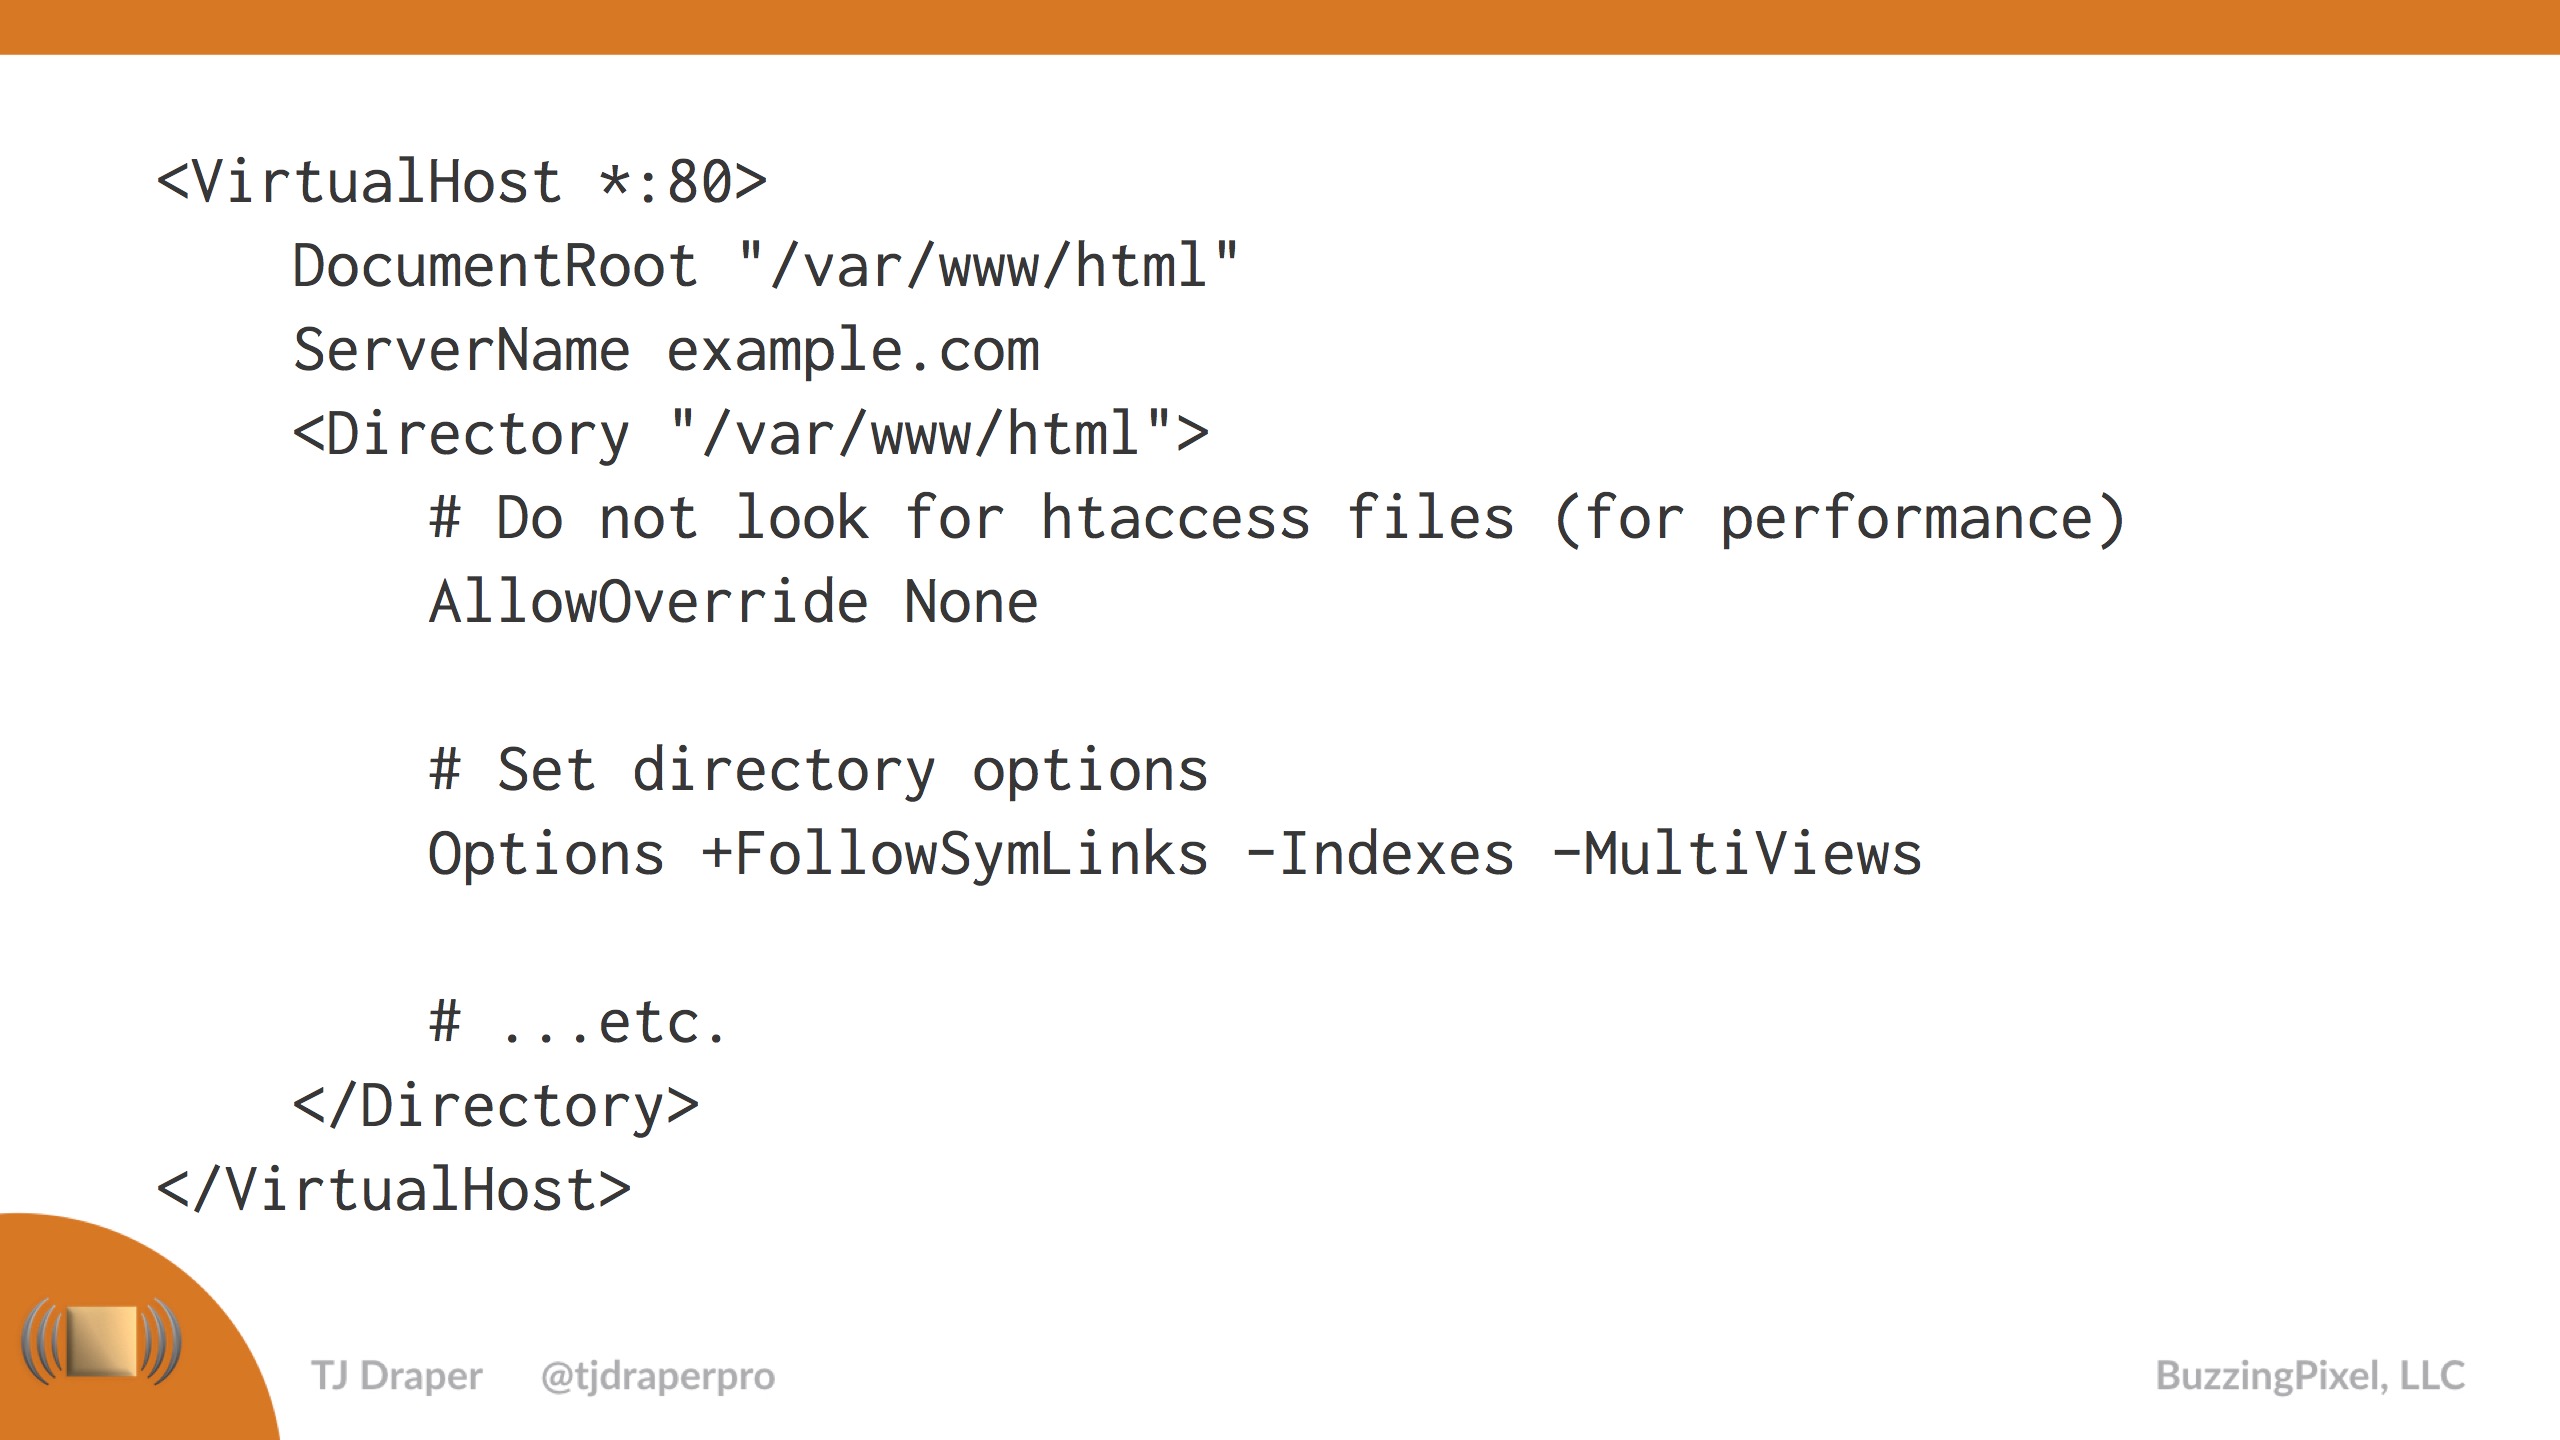 <VirtualHost *:80>
    DocumentRoot "/var/www/html"
    ServerName example.com
    <Directory "/var/www/html">
        # Do not look for htaccess files (for performance)
        AllowOverride None

        # Set directory options
        Options +FollowSymLinks -Indexes -MultiViews

        # ...etc.
    </Directory>
</VirtualHost>
TJ Draper @tjdraperpro
BuzzingPixel, LLC